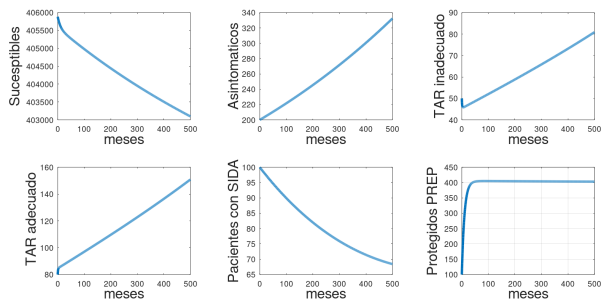 406000
405500
405000
404500
404000
403500
403000
Sucesptibles
0 100 200 300 400 500
meses
340
320
300
280
260
240
220
200
Asintomaticos
0 100 200 300 400 500
meses
90
80
70
60
50
40
TAR inadecuado
0 100 200 300 400 500
meses
160
140
120
100
80
TAR adecuado
0 100 200 300 400 500
meses
100
95
90
85
80
75
70
65
Pacientes con SIDA
0 100 200 300 400 500
meses
450
400
350
300
250
200
150
100
Protegidos PREP
0 100 200 300 400 500
meses